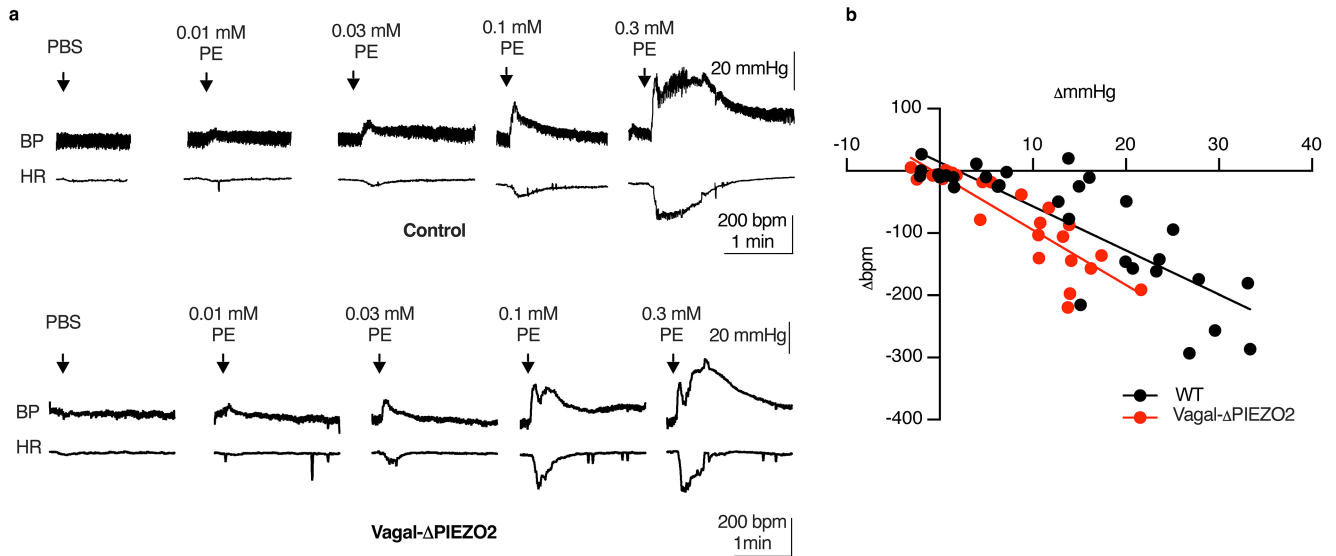 a
PBS
0.01 mM
PE
0.03 mM
PE
0.1 mM
PE
0.3 mM
PE
20 mmHg
BP
HR
200 bpm
1 min
Control
PBS
0.01 mM
PE
0.03 mM
PE
0.1 mM
PE
0.3 mM
PE
20 mmHg
BP
HR
200 bpm
1min
Vagal-ΔPIEZO2
b
ΔmmHg
100
-10
10
20
30
40
-100
-200
-300
-400
Δbpm
WT
Vagal-ΔPIEZO2